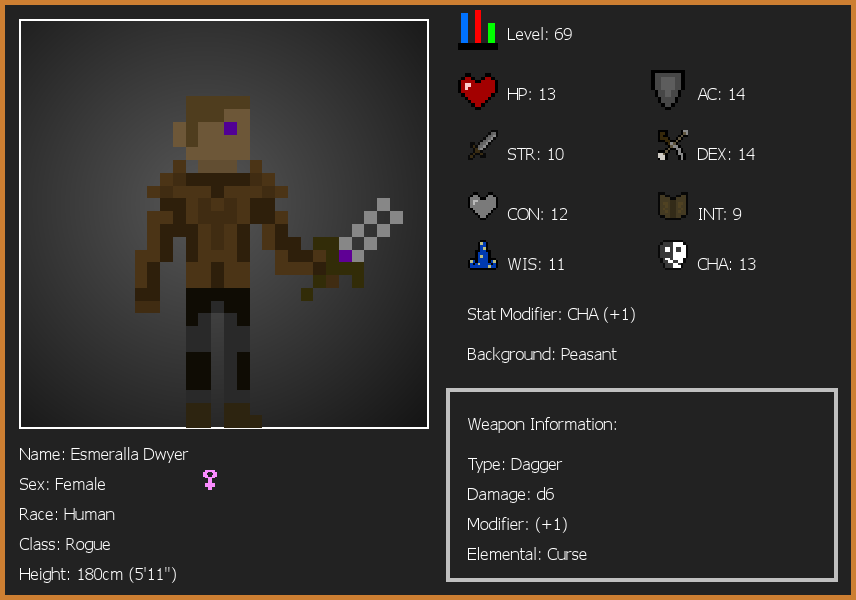 Level: 69
HP: 13
AC: 14
STR: 10
DEX: 14
CON: 12
INT: 9
WIS: 11
CHA: 13
Stat Modifier: CHA (+1)
Background: Peasant
Weapon Information:
Type: Dagger
Damage: d6
Modifier: (+1)
Elemental: Curse
Name: Esmeralla Dwyer
Sex: Female
Race: Human
Class: Rogue
Height: 180cm (5'11")